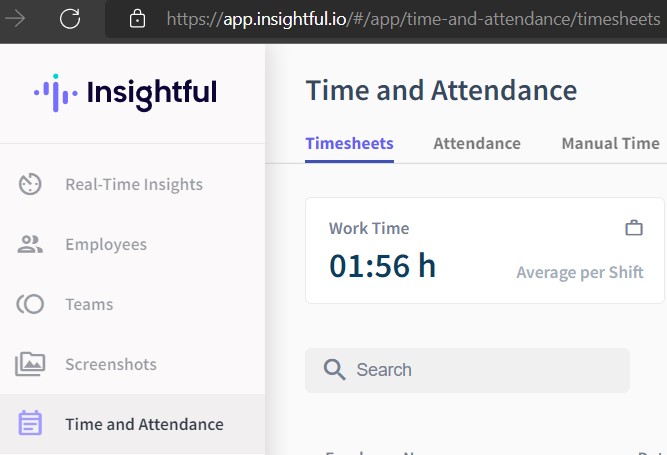 https://app.insightful.io/#/app/time-and-attendance/timesheets
Insightful
Time and Attendance
Timesheets Attendance Manual Time
Real-Time Insights
Employees
Teams
Screenshots
Time and Attendance
Work Time
01:56 h
Average per Shift
Search